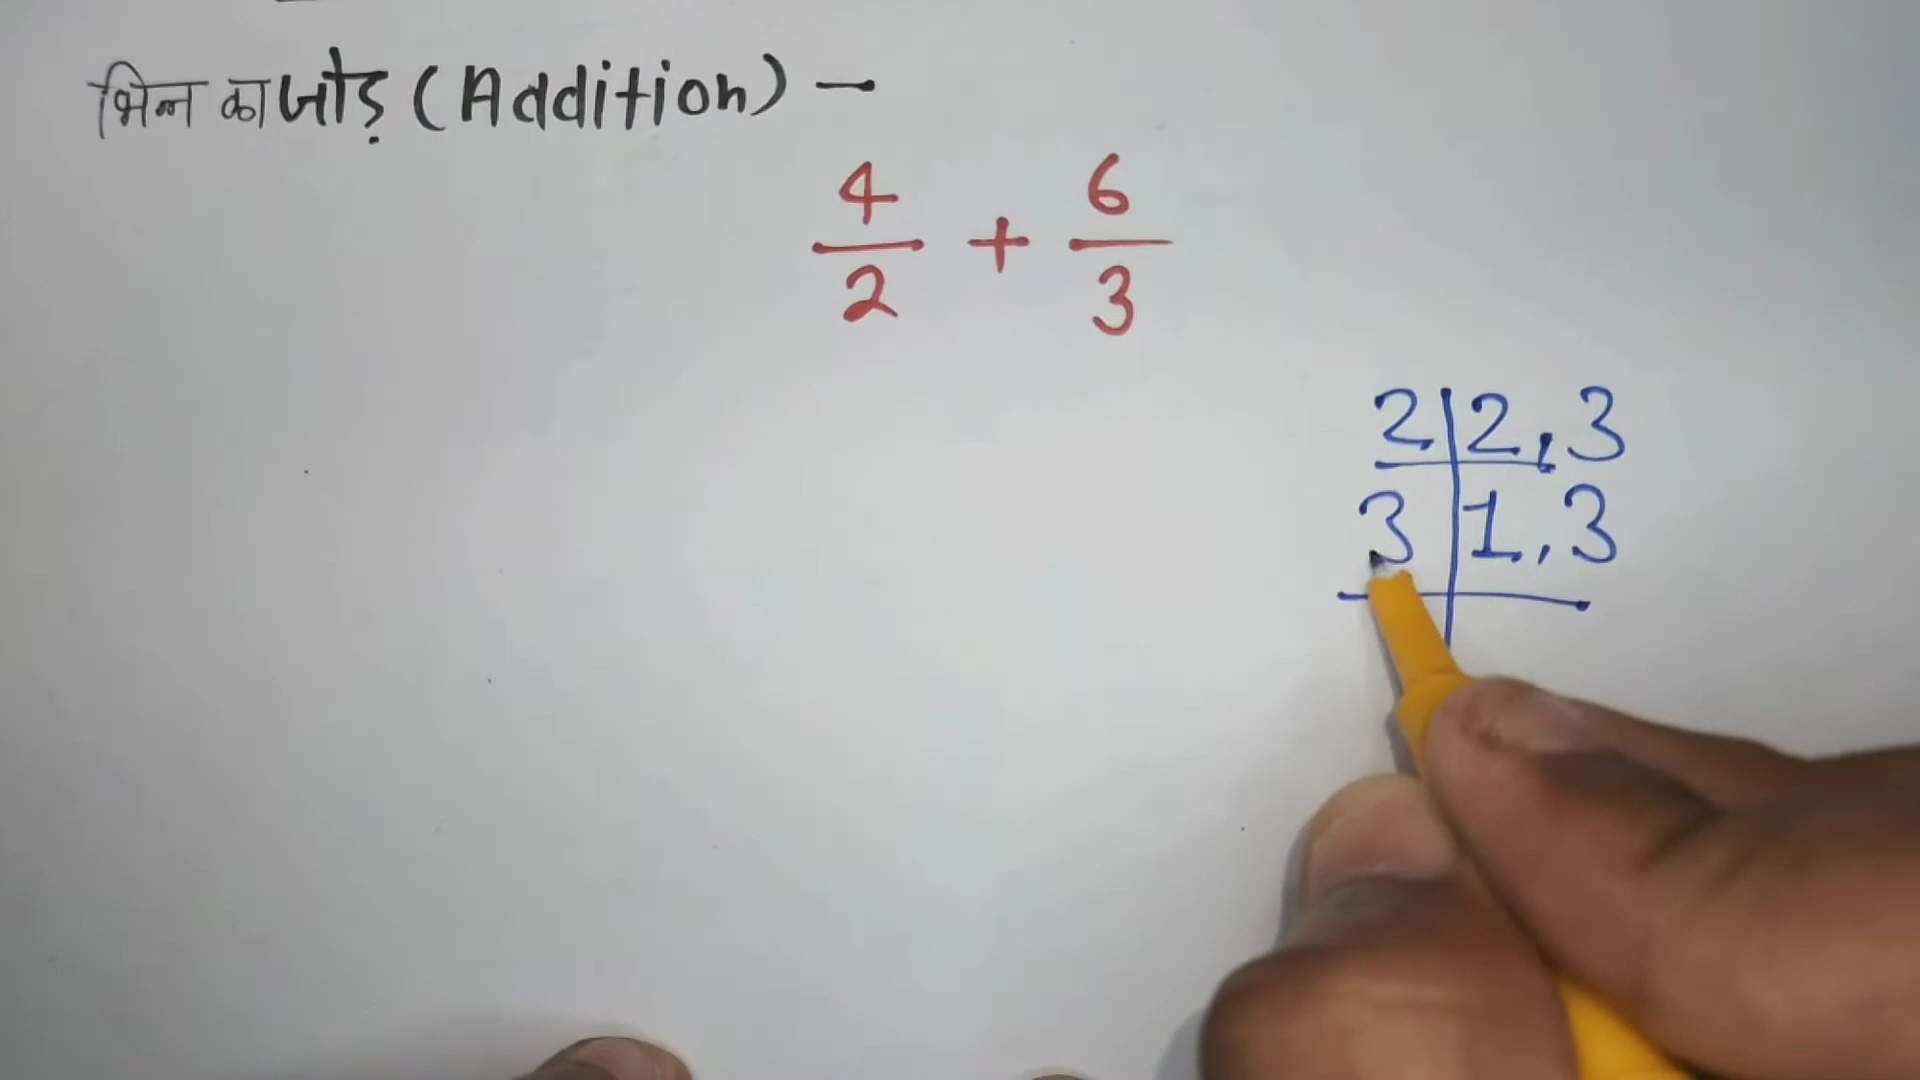 भिन्न का जोड़ (Addition) -
4/2 + 6/3
2 | 2, 3
3 | 1, 3